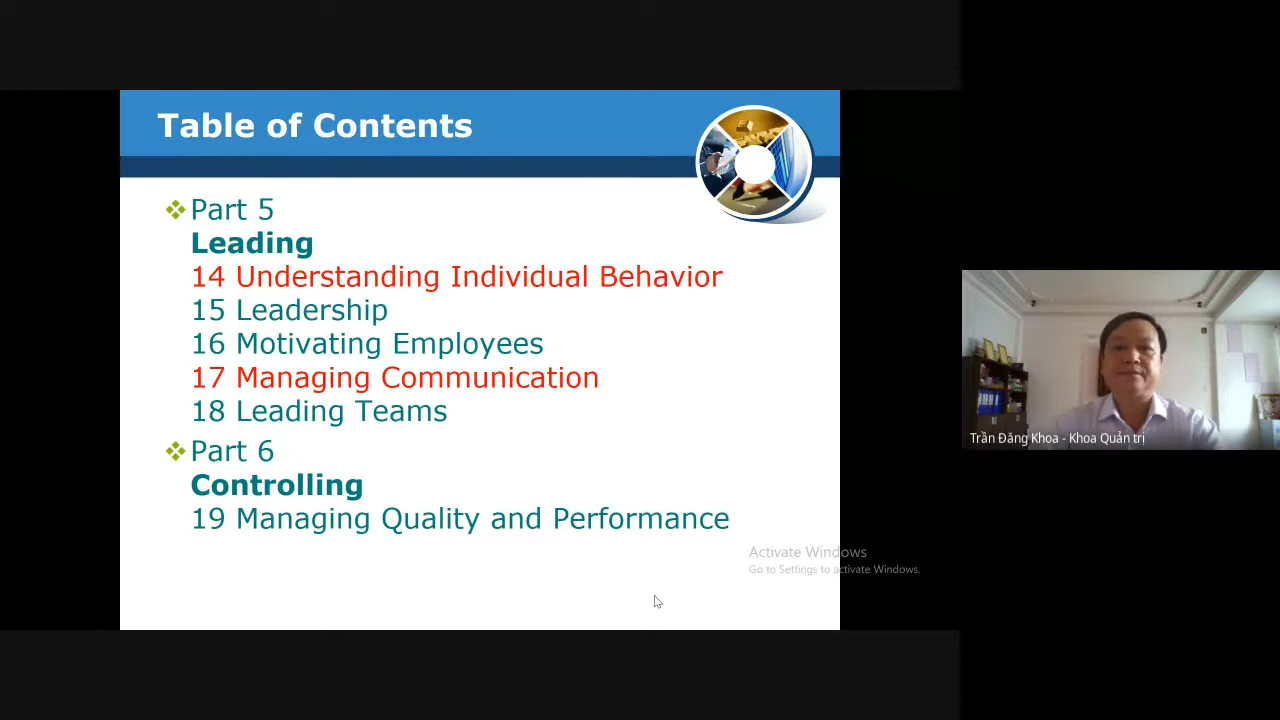 Table of Contents
Part 5
Leading
14 Understanding Individual Behavior
15 Leadership
16 Motivating Employees
17 Managing Communication
18 Leading Teams
Part 6
Controlling
19 Managing Quality and Performance
Activate Windows
Go to Settings to activate Windows.
Trần Đăng Khoa - Khoa Quản trị